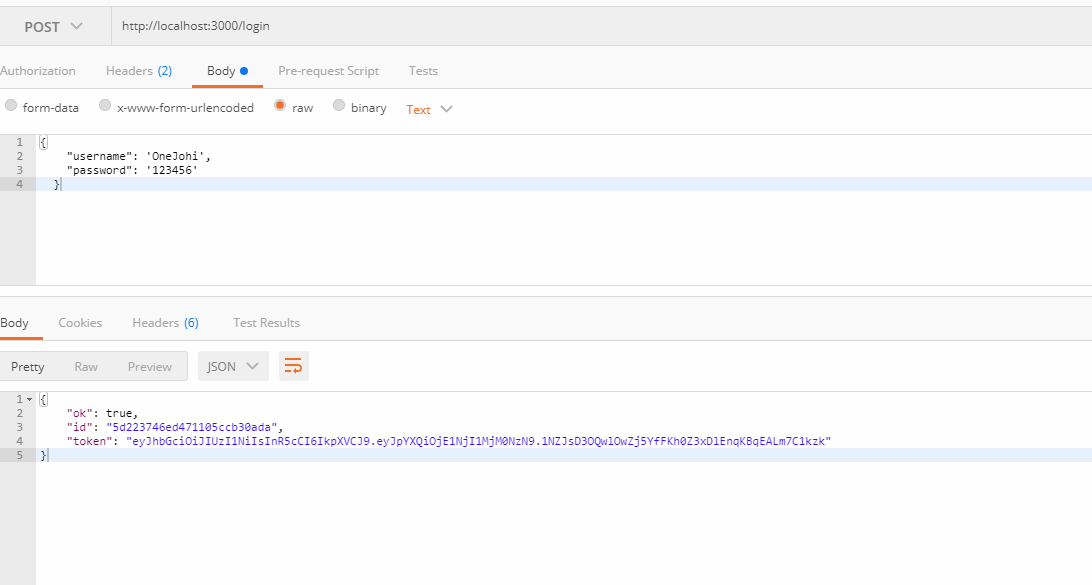 POST http://localhost:3000/login
Authorization Headers (2) Body Pre-request Script Tests
form-data x-www-form-urlencoded raw binary Text
1 {
2 "username": 'OneJohi',
3 "password": '123456'
4 }
Body Cookies Headers (6) Test Results
Pretty Raw Preview JSON
1 {
2 "ok": true,
3 "id": "5d223746ed471105ccb30ada",
4 "token": "eyJhbGciOiJIUzI1NiIsInR5cCI6IkpXVCJ9.eyJpYXQiOjE1NjI1MjM0NzN9.1NZJsD3OQwlOwZj5YfFKh0Z3xDlEnqKBqEALm7C1kzk"
5 }